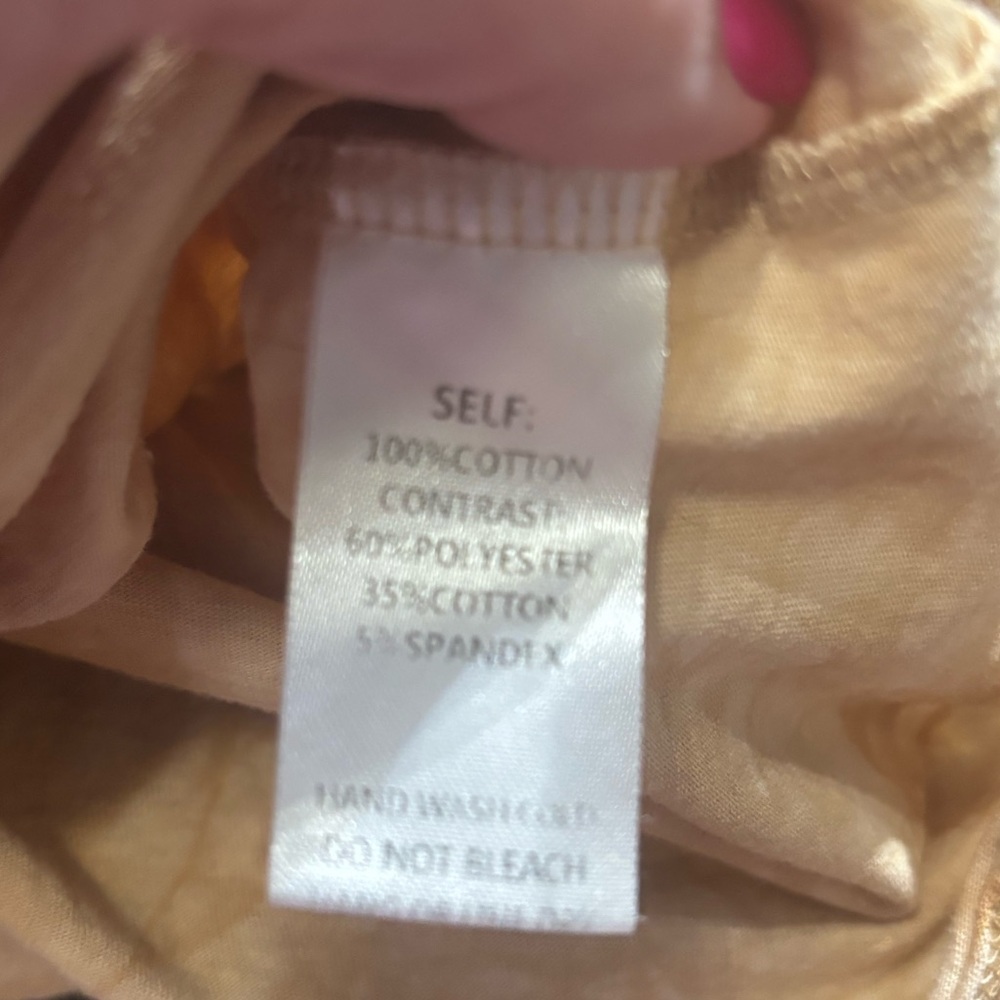 SELF:
100%COTTON
CONTRAST:
60%POLYESTER
35%COTTON
5%SPANDEX
HAND WASH COLD
DO NOT BLEACH